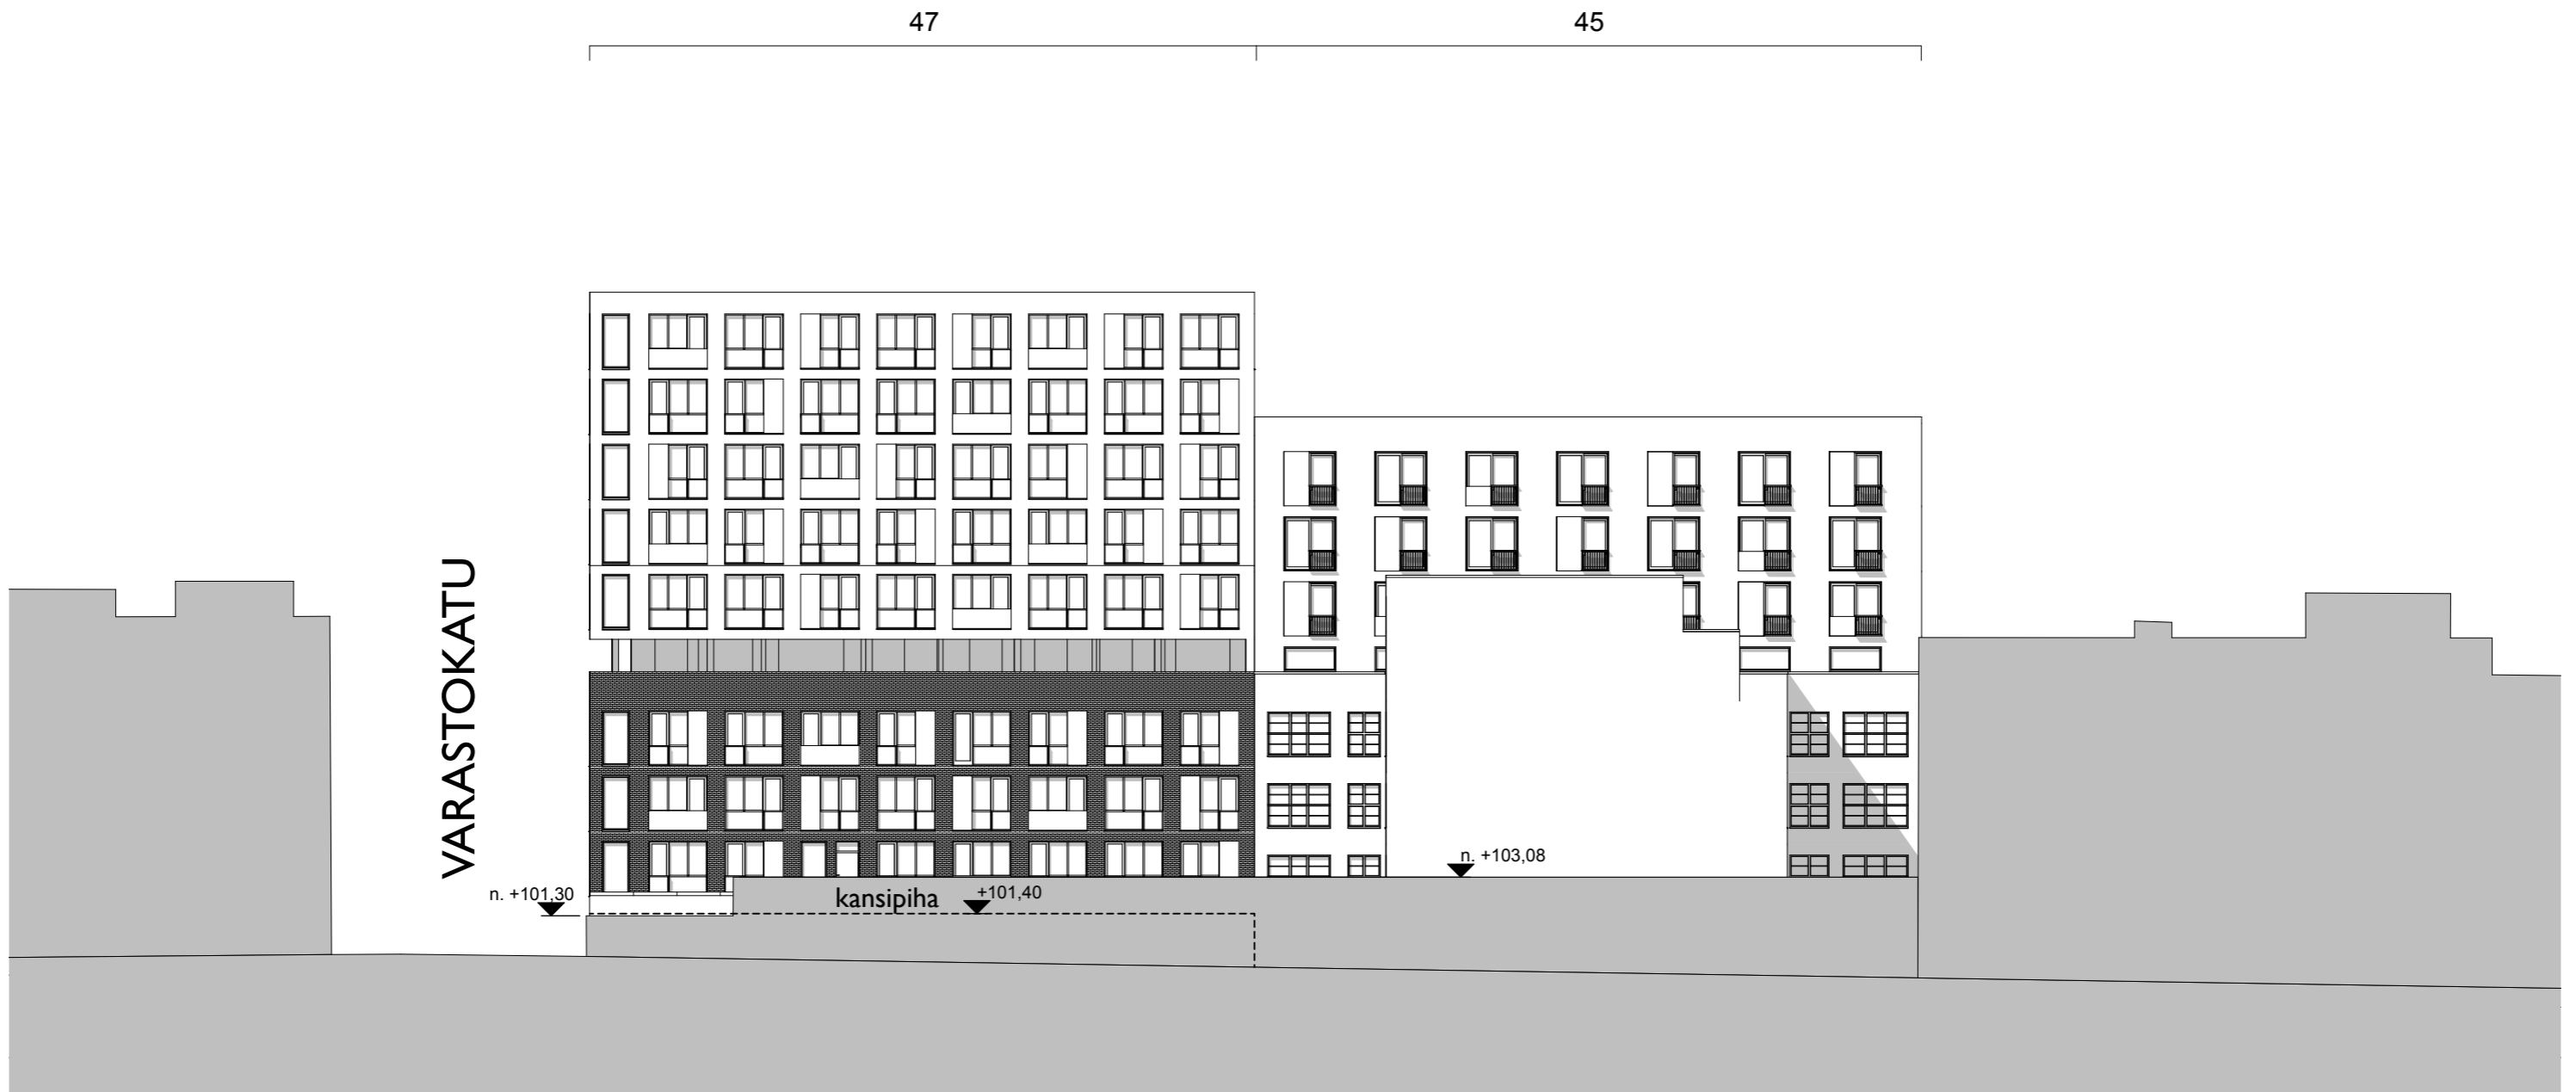 47
45
VARASTOKATU
n. +103,08
n. +101,30
kansipiha
+101,40